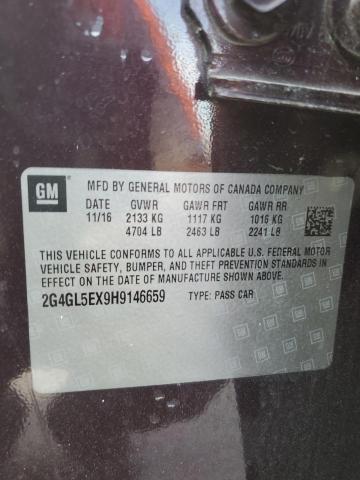 GM
MFD BY GENERAL MOTORS OF CANADA COMPANY
DATE GVWR GAWR FRT GAWR RR
11/16 2133 KG 1117 KG 1016 KG
4704 LB 2463 LB 2241 LB
THIS VEHICLE CONFORMS TO ALL APPLICABLE U.S. FEDERAL MOTOR
VEHICLE SAFETY, BUMPER, AND THEFT PREVENTION STANDARDS IN
EFFECT ON THE DATE OF MANUFACTURE SHOWN ABOVE.
2G4GL5EX9H9146659 TYPE: PASS CAR